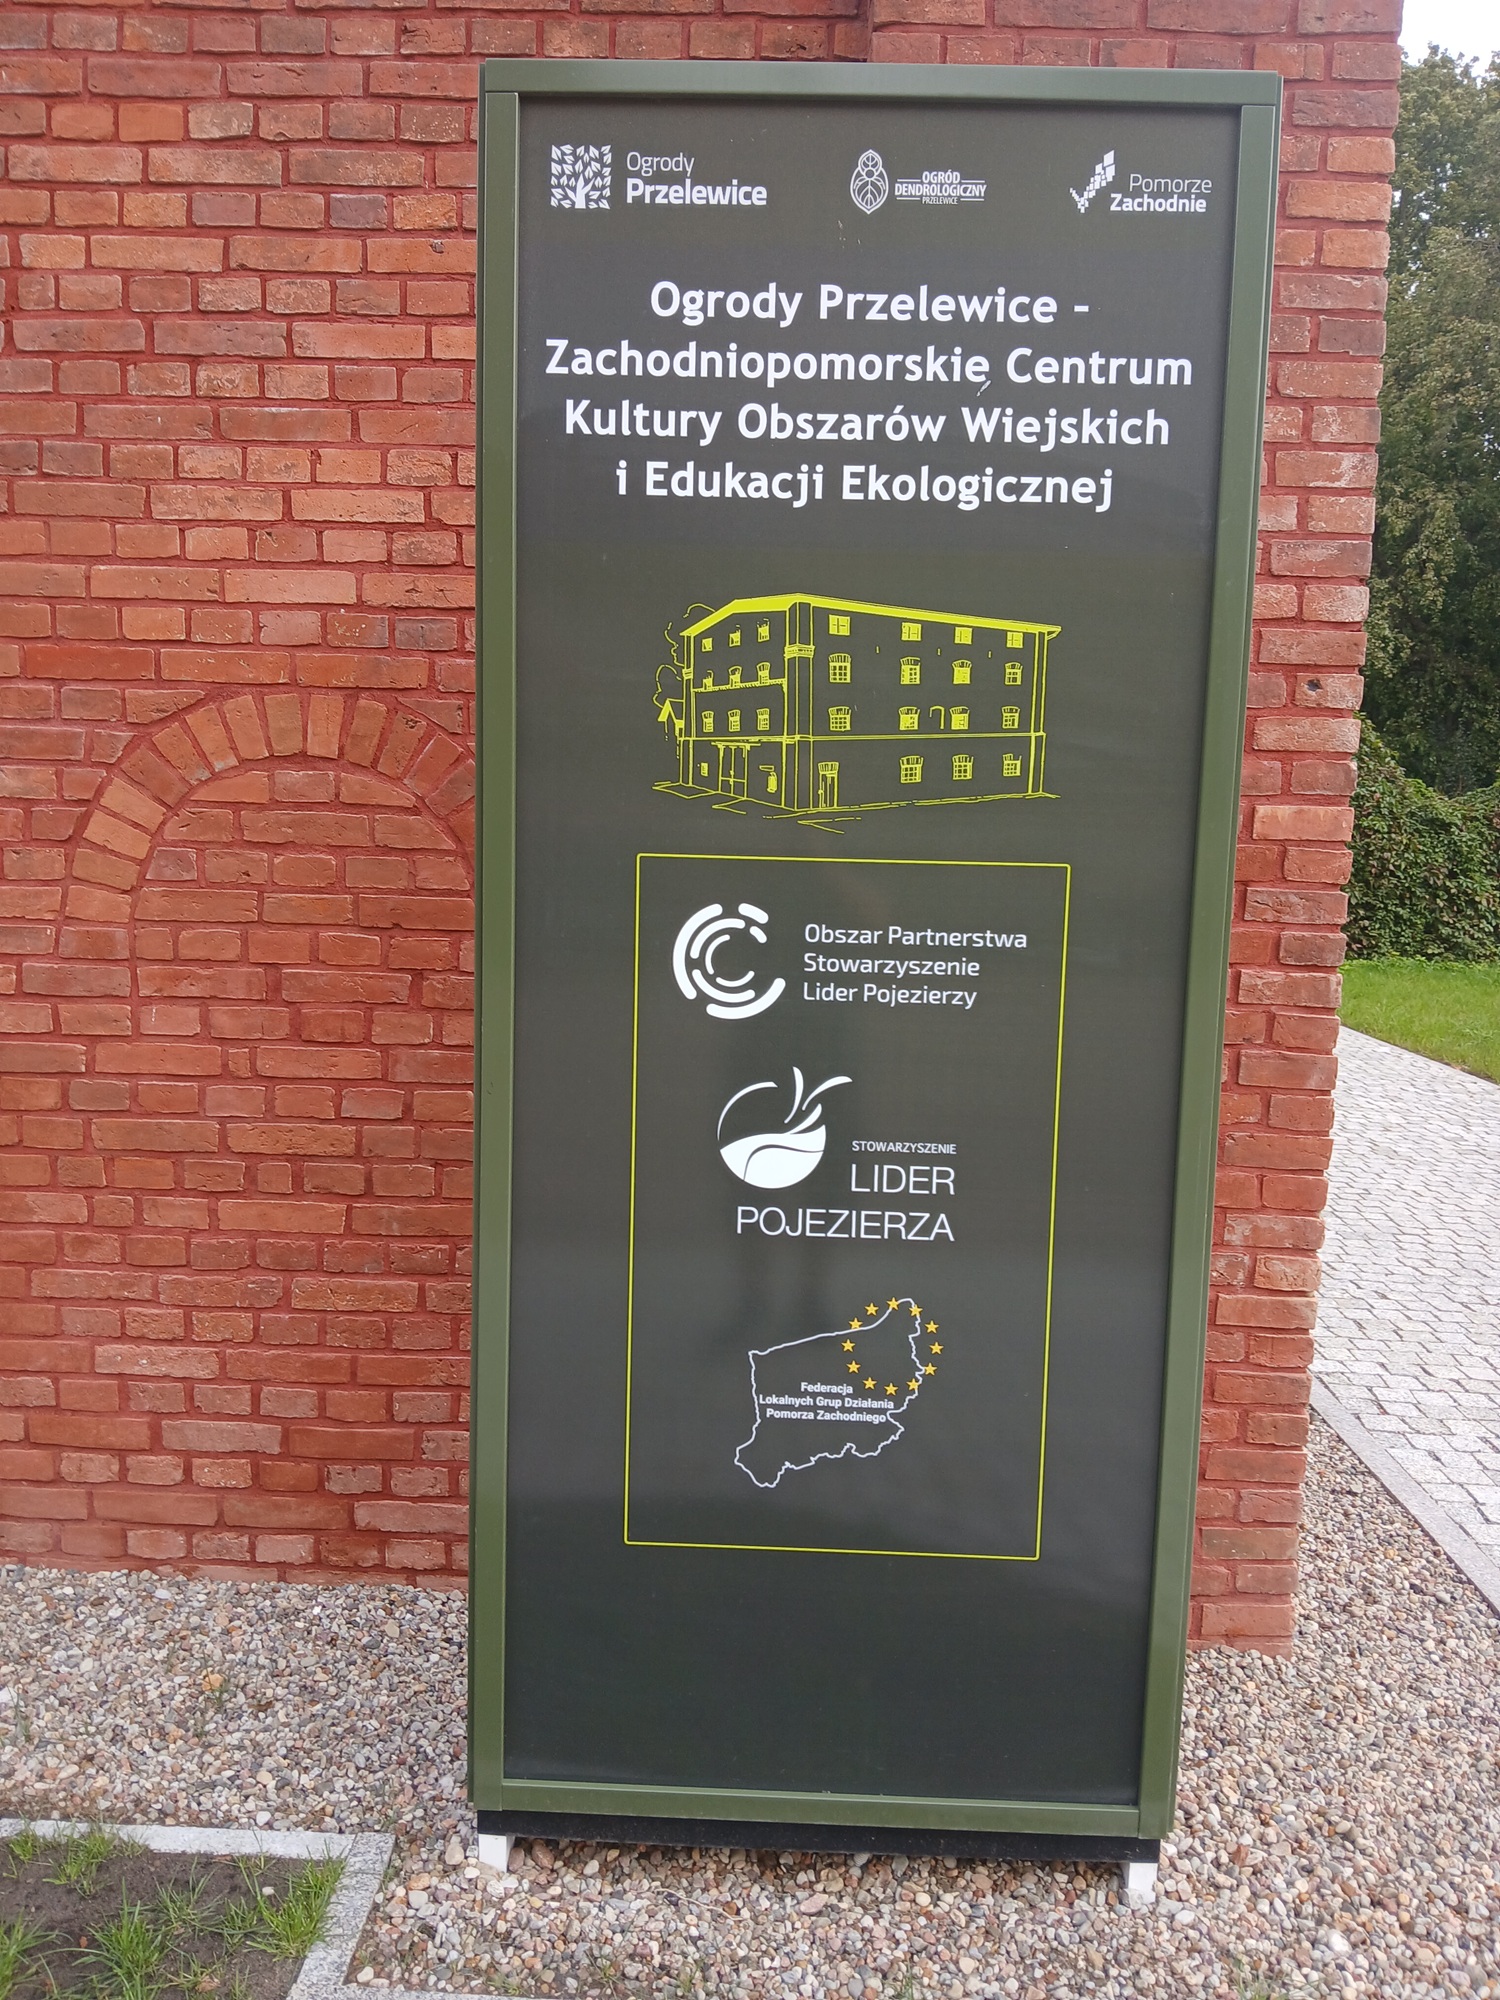 Ogrody
Przelewice
OGRÓD
DENDROLOGICZNY
PRZELEWICE
Pomorze
Zachodnie
Ogrody Przelewice -
Zachodniopomorskie Centrum
Kultury Obszarów Wiejskich
i Edukacji Ekologicznej
Obszar Partnerstwa
Stowarzyszenie
Lider Pojezierzy
STOWARZYSZENIE
LIDER
POJEZIERZA
Federacja
Lokalnych Grup Działania
Pomorza Zachodniego